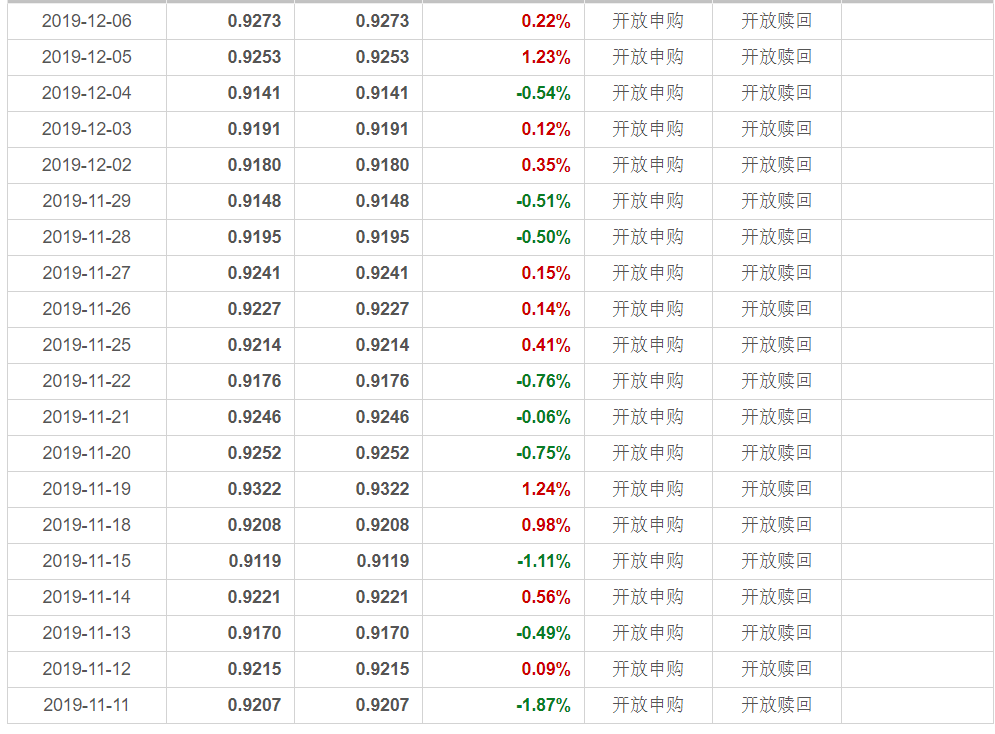 2019-12-06 0.9273 0.9273 0.22% 开放申购 开放赎回
2019-12-05 0.9253 0.9253 1.23% 开放申购 开放赎回
2019-12-04 0.9141 0.9141 -0.54% 开放申购 开放赎回
2019-12-03 0.9191 0.9191 0.12% 开放申购 开放赎回
2019-12-02 0.9180 0.9180 0.35% 开放申购 开放赎回
2019-11-29 0.9148 0.9148 -0.51% 开放申购 开放赎回
2019-11-28 0.9195 0.9195 -0.50% 开放申购 开放赎回
2019-11-27 0.9241 0.9241 0.15% 开放申购 开放赎回
2019-11-26 0.9227 0.9227 0.14% 开放申购 开放赎回
2019-11-25 0.9214 0.9214 0.41% 开放申购 开放赎回
2019-11-22 0.9176 0.9176 -0.76% 开放申购 开放赎回
2019-11-21 0.9246 0.9246 -0.06% 开放申购 开放赎回
2019-11-20 0.9252 0.9252 -0.75% 开放申购 开放赎回
2019-11-19 0.9322 0.9322 1.24% 开放申购 开放赎回
2019-11-18 0.9208 0.9208 0.98% 开放申购 开放赎回
2019-11-15 0.9119 0.9119 -1.11% 开放申购 开放赎回
2019-11-14 0.9221 0.9221 0.56% 开放申购 开放赎回
2019-11-13 0.9170 0.9170 -0.49% 开放申购 开放赎回
2019-11-12 0.9215 0.9215 0.09% 开放申购 开放赎回
2019-11-11 0.9207 0.9207 -1.87% 开放申购 开放赎回